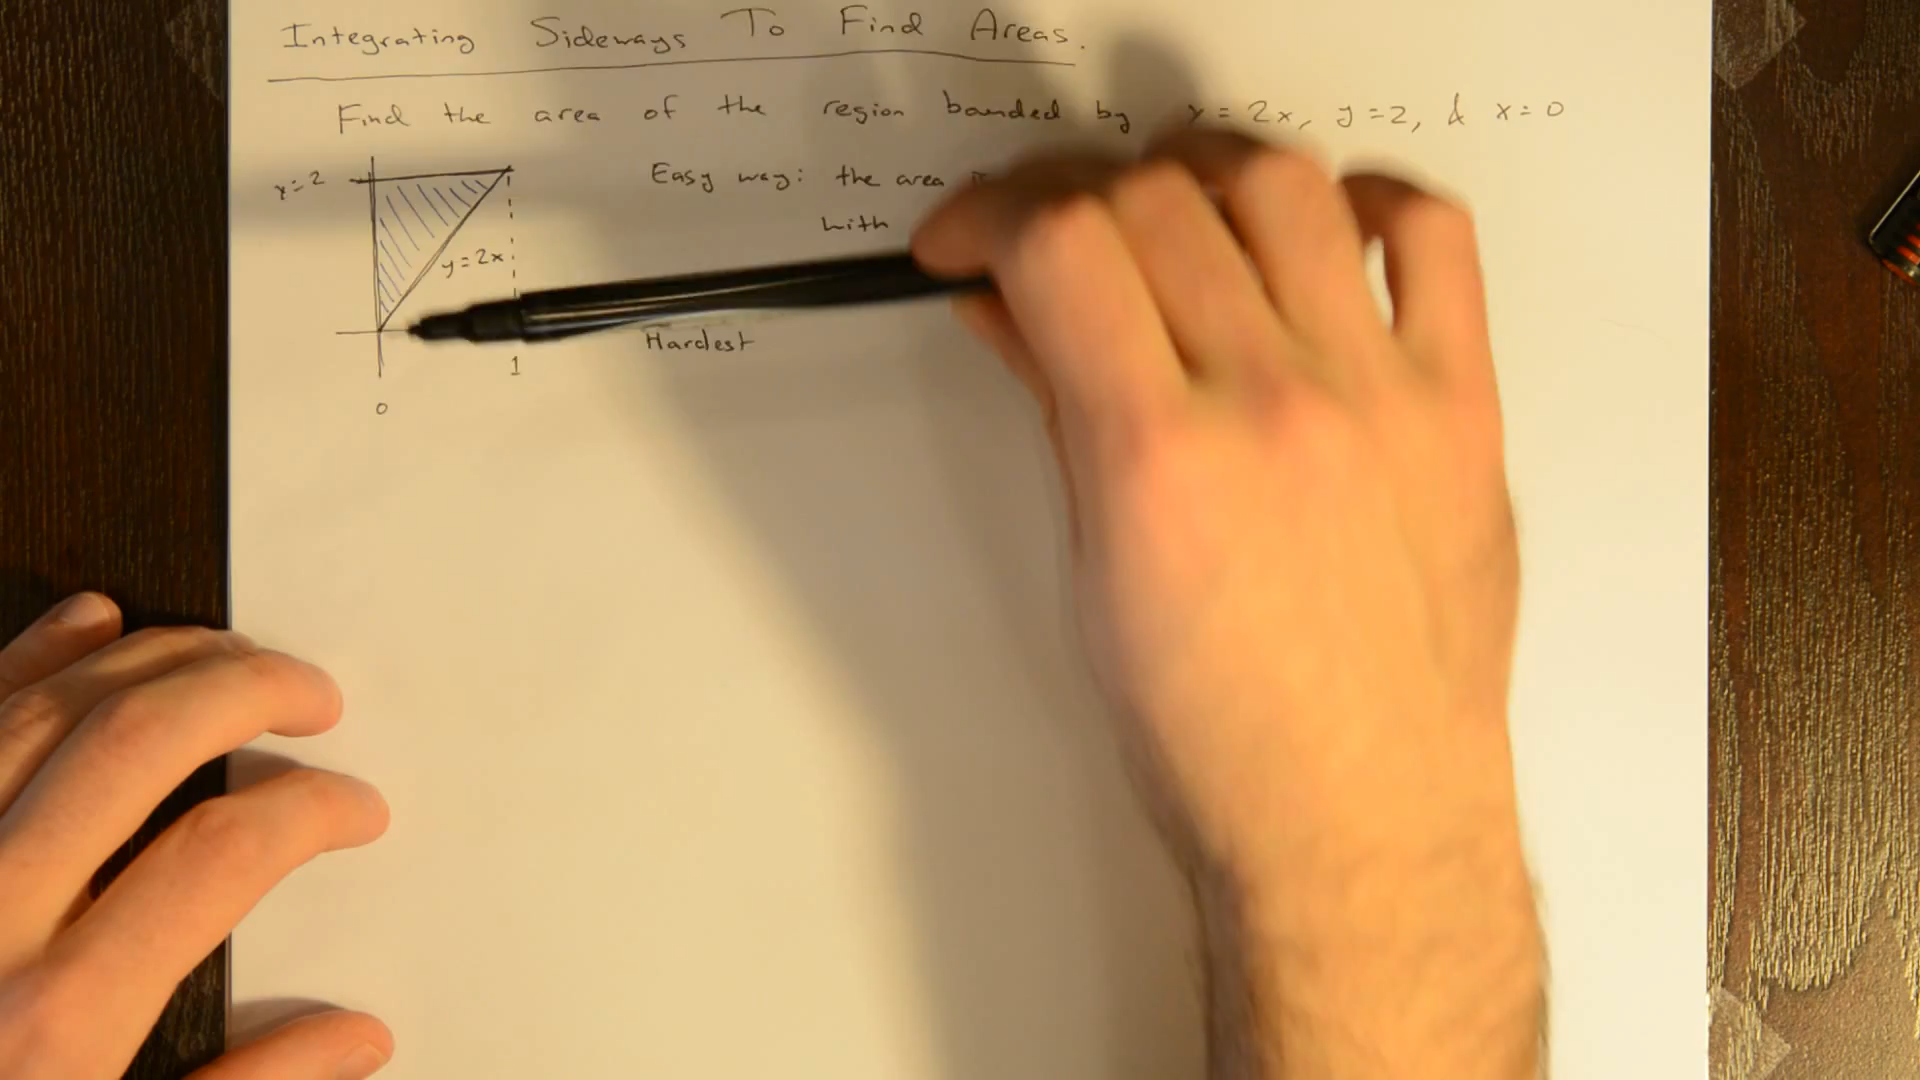 Integrating Sideways To Find Areas.
Find the area of the region bounded by y = 2x, y=2, & x=0
y=2
Easy way: the area
with
y=2x
Hardest
1
0